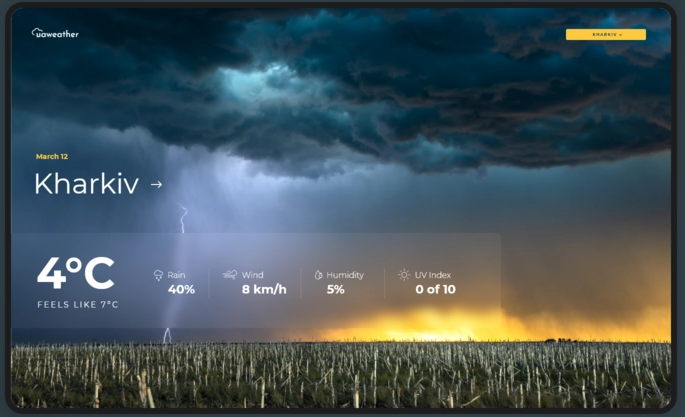 uaweather
KHARKIV
March 12
Kharkiv →
4°C
FEELS LIKE 7°C
Rain
40%
Wind
8 km/h
Humidity
5%
UV Index
0 of 10